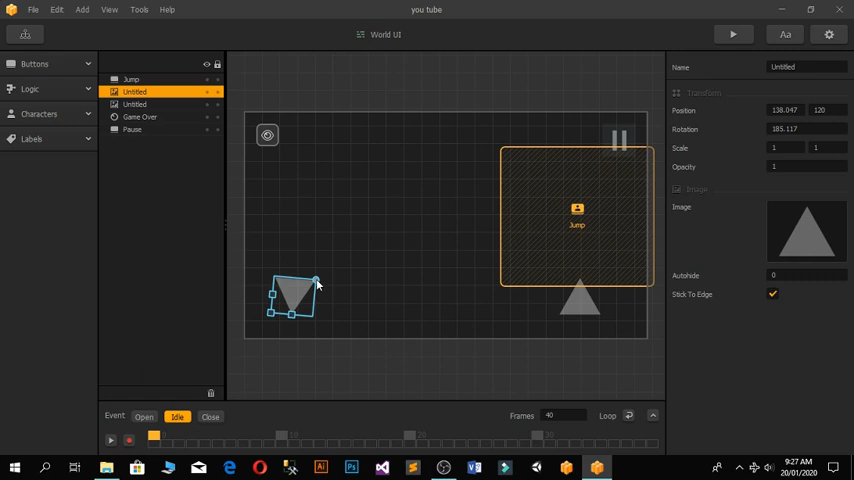 File Edit Add View Tools Help
you tube
World UI
Aa
Buttons
Logic
Characters
Labels
Jump
Untitled
Untitled
Game Over
Pause
Jump
Name Untitled
Transform
Position 138.047 120
Rotation 185.117
Scale 1 1
Opacity 1
Image
Image
Autohide 0
Stick To Edge
Event Open Idle Close
Frames 40
Loop
0 10 20 30
Ai Ps
9:27 AM
20/01/2020